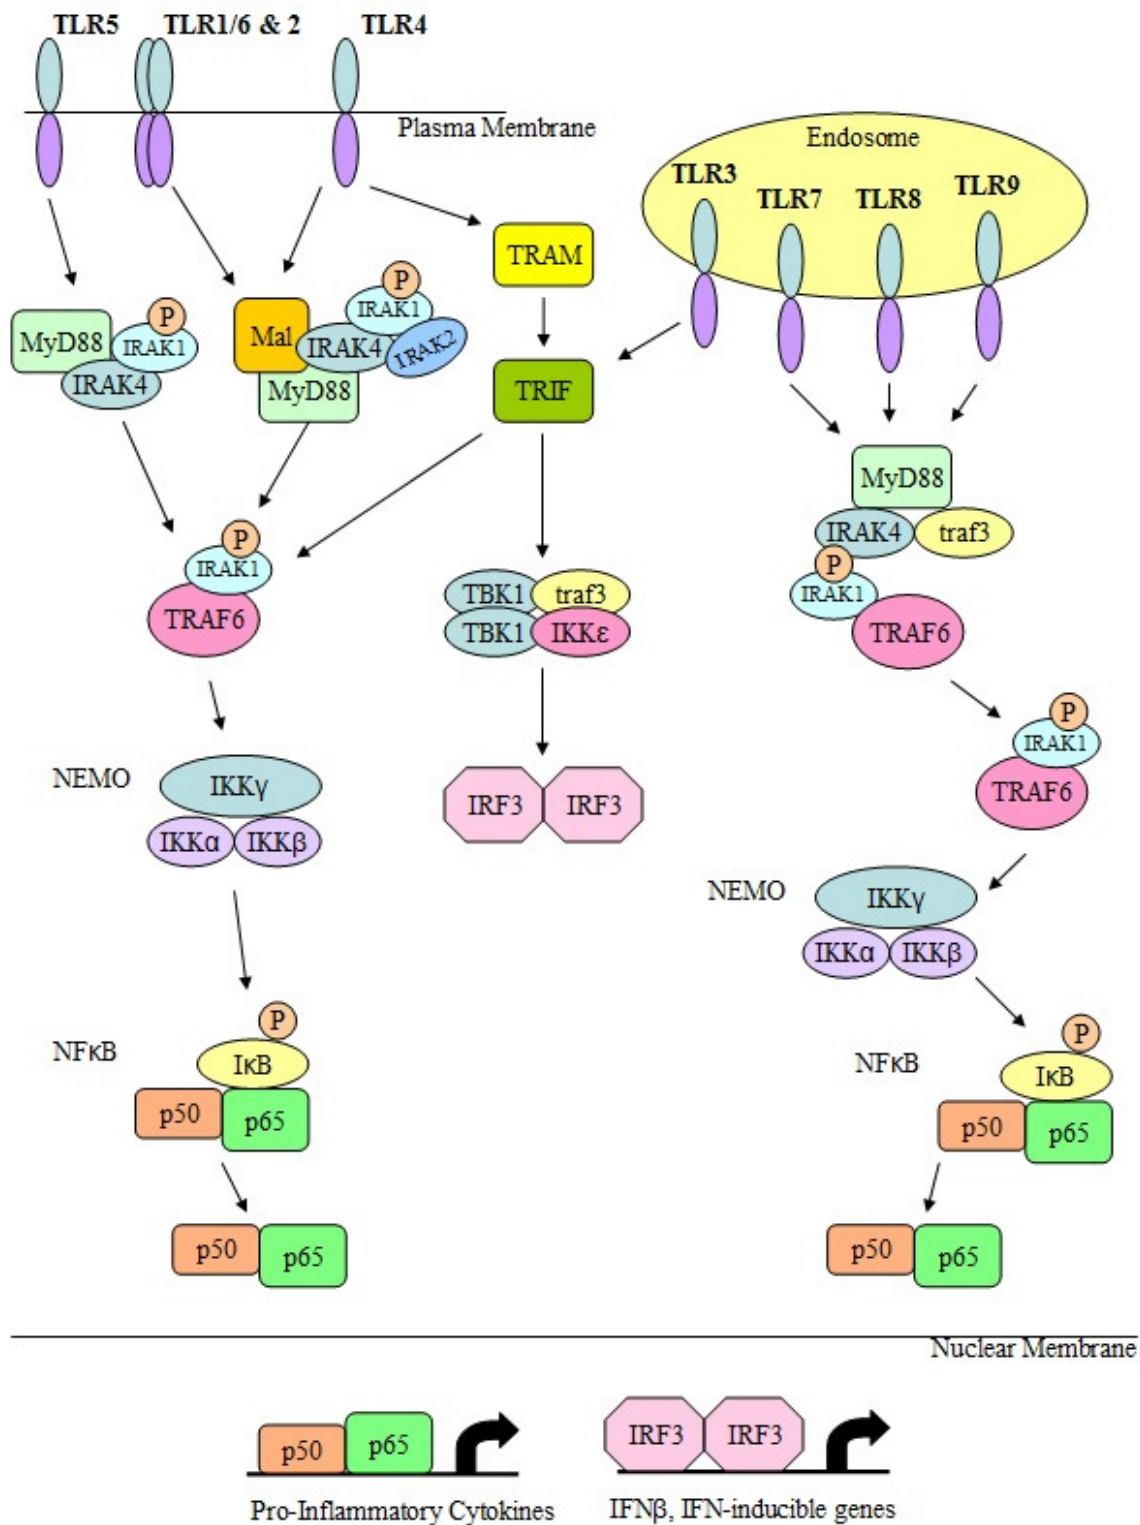 TLR5 TLR1/6 & 2 TLR4
Plasma Membrane
Endosome
TLR3 TLR7 TLR8 TLR9
TRAM
P
P
MyD88 IRAK1
IRAK4
Mal IRAK4 IRAK1 IRAK2
MyD88
TRIF
MyD88
IRAK4 traf3
P
IRAK1
TRAF6
P
IRAK1
TRAF6
TBK1 traf3
TBK1 IKKε
P
IRAK1
TRAF6
NEMO IKKγ
IKKα IKKβ
IRF3 IRF3
NEMO IKKγ
IKKα IKKβ
P
NFκB IκB
p50 p65
P
NFκB IκB
p50 p65
p50 p65
p50 p65
Nuclear Membrane
p50 p65
IRF3 IRF3
Pro-Inflammatory Cytokines
IFNβ, IFN-inducible genes